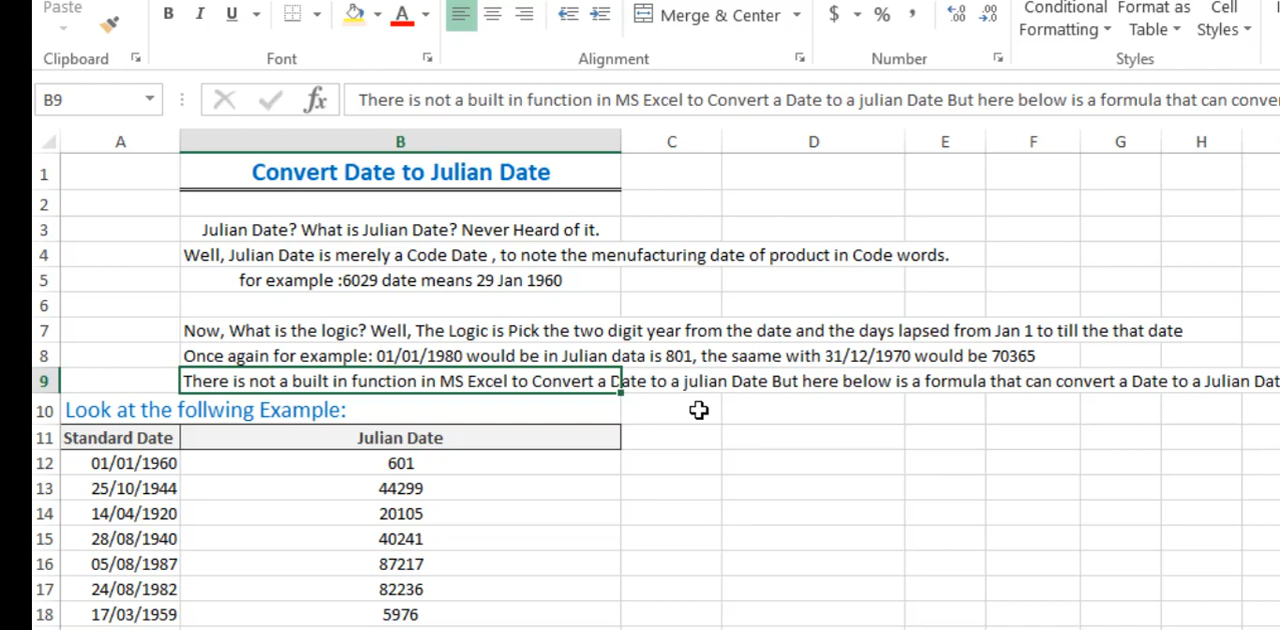 Paste B I U A Merge & Center $ % , .00 .0 Conditional Format as Cell
Formatting Table Styles
Clipboard Font Alignment Number Styles
B9 fx There is not a built in function in MS Excel to Convert a Date to a julian Date But here below is a formula that can conve
A B C D E F G H
1 Convert Date to Julian Date
2
3 Julian Date? What is Julian Date? Never Heard of it.
4 Well, Julian Date is merely a Code Date , to note the menufacturing date of product in Code words.
5 for example :6029 date means 29 Jan 1960
6
7 Now, What is the logic? Well, The Logic is Pick the two digit year from the date and the days lapsed from Jan 1 to till the that date
8 Once again for example: 01/01/1980 would be in Julian data is 801, the saame with 31/12/1970 would be 70365
9 There is not a built in function in MS Excel to Convert a Date to a julian Date But here below is a formula that can convert a Date to a Julian Dat
10 Look at the follwing Example:
11 Standard Date Julian Date
12 01/01/1960 601
13 25/10/1944 44299
14 14/04/1920 20105
15 28/08/1940 40241
16 05/08/1987 87217
17 24/08/1982 82236
18 17/03/1959 5976